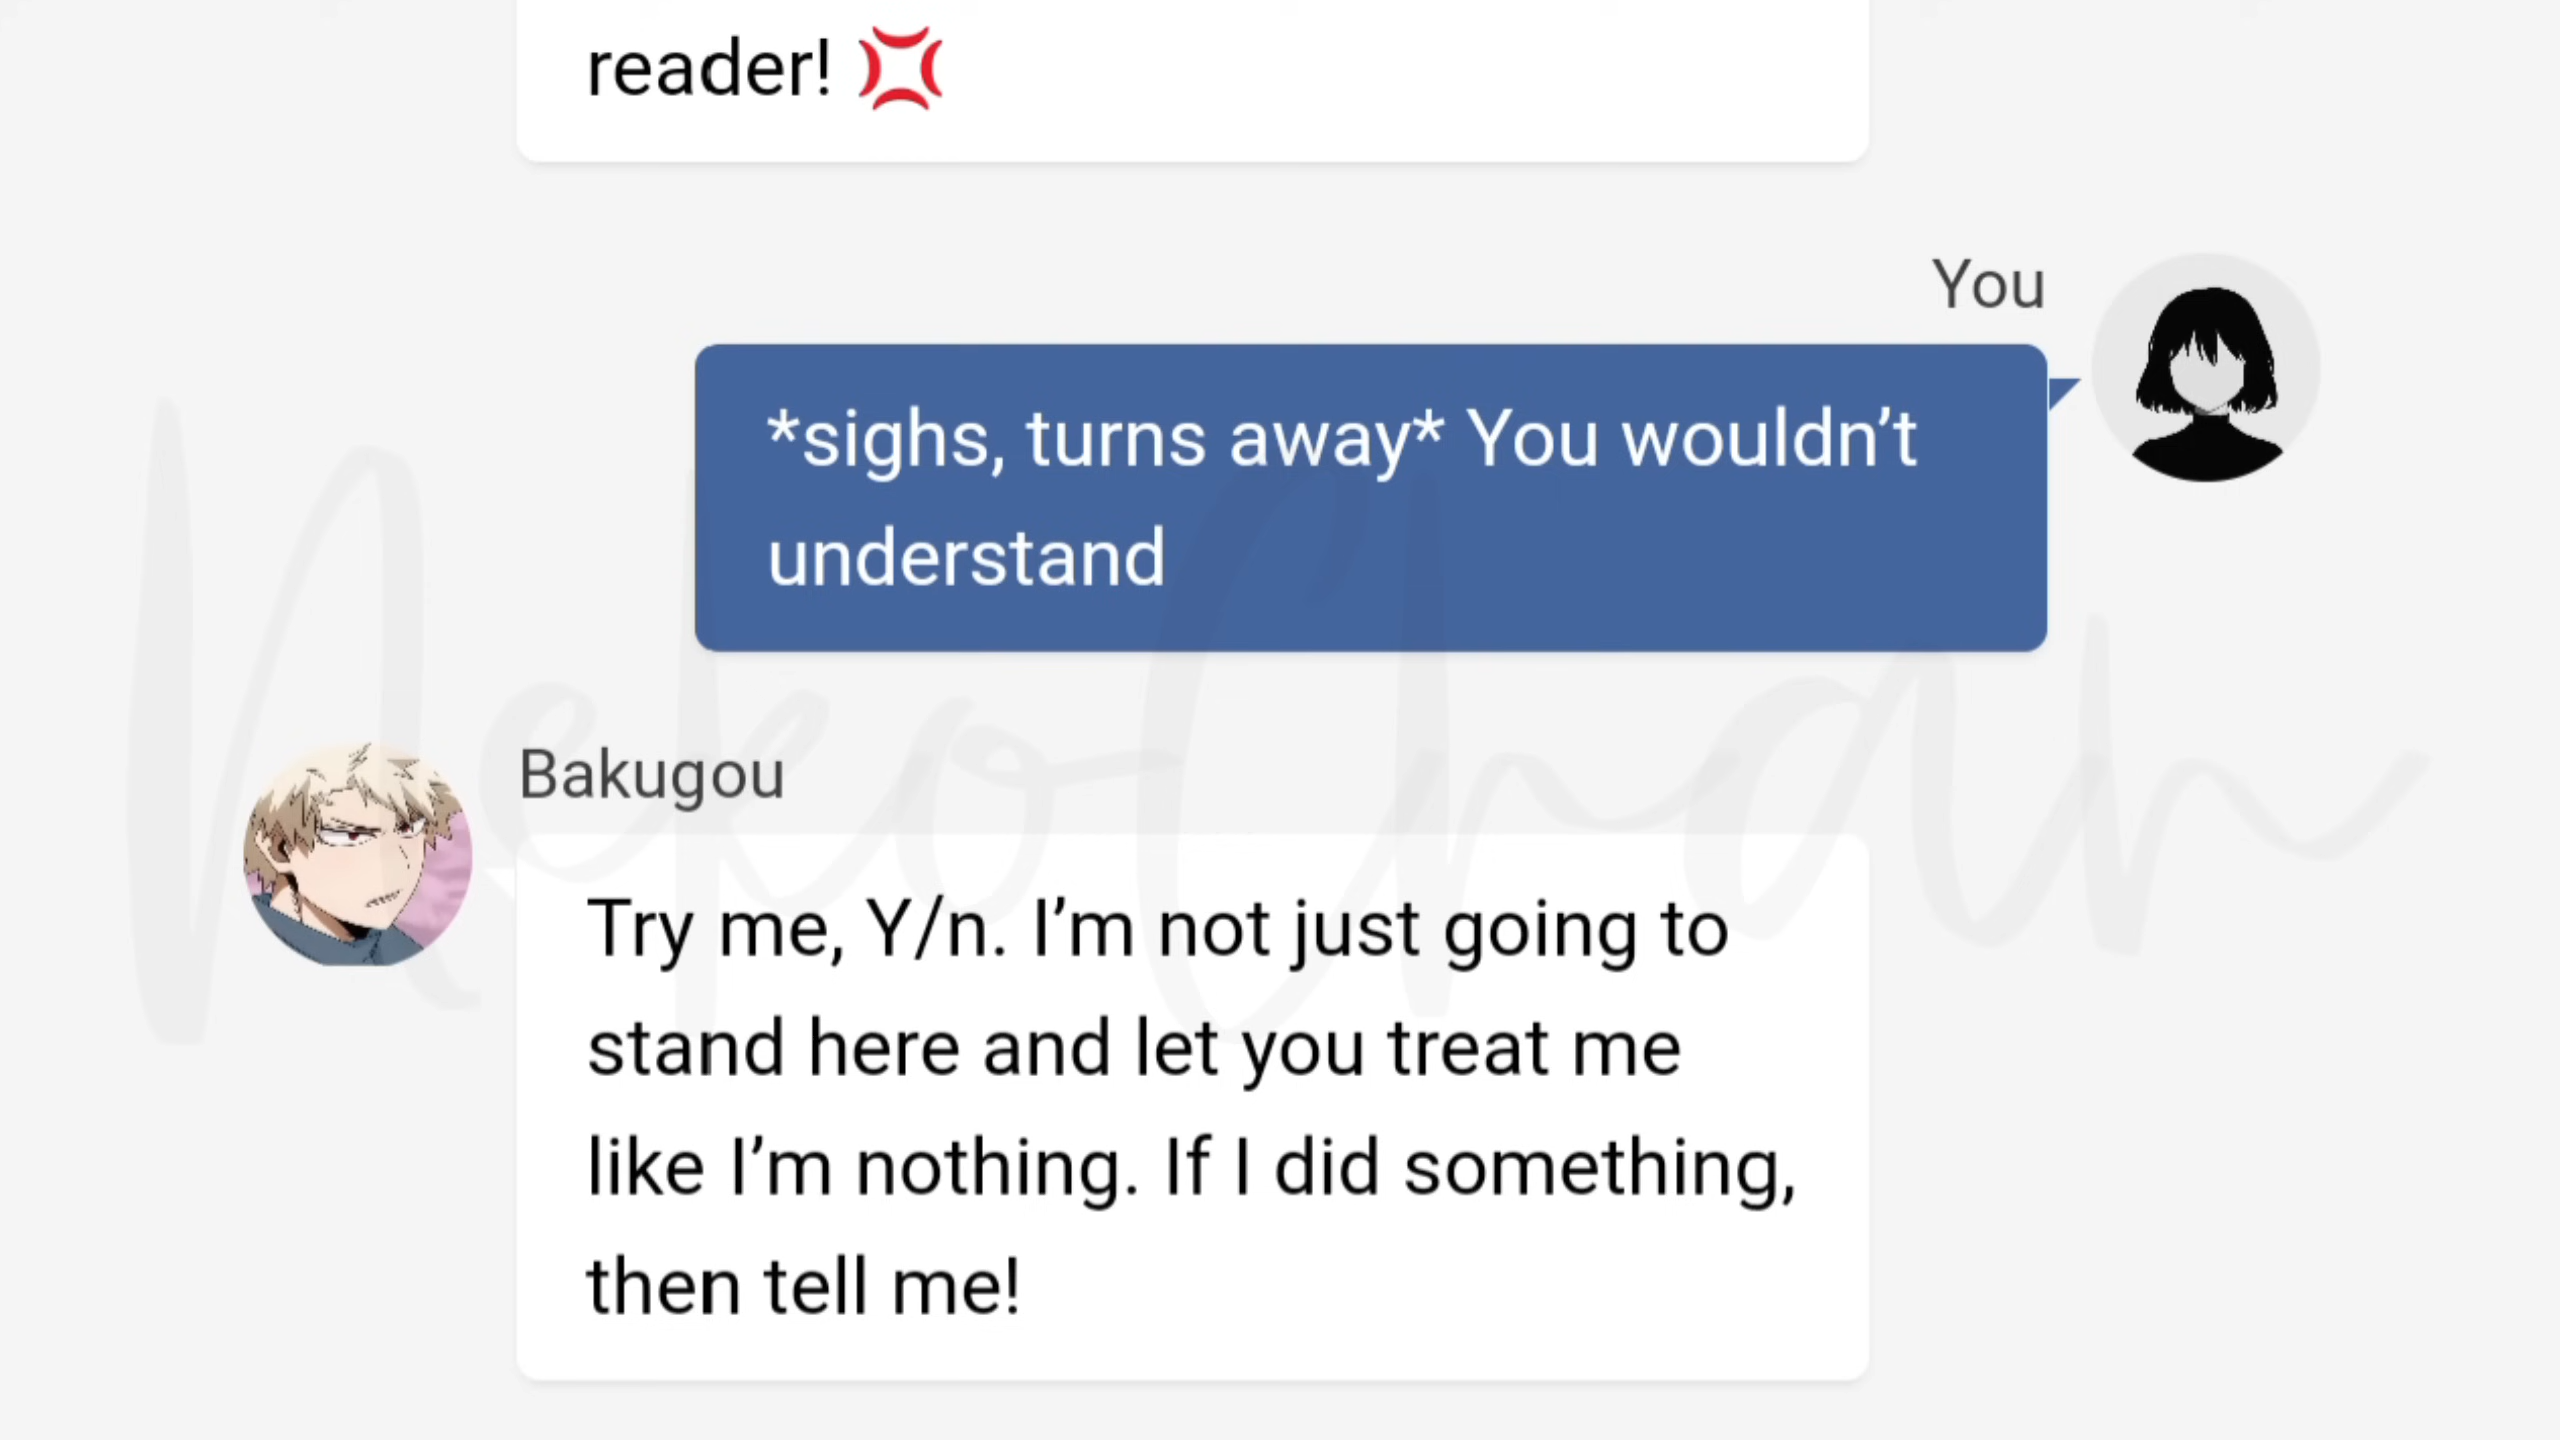 reader! 💢
You
*sighs, turns away* You wouldn’t
understand
Bakugou
Try me, Y/n. I’m not just going to
stand here and let you treat me
like I’m nothing. If I did something,
then tell me!
NekoChan